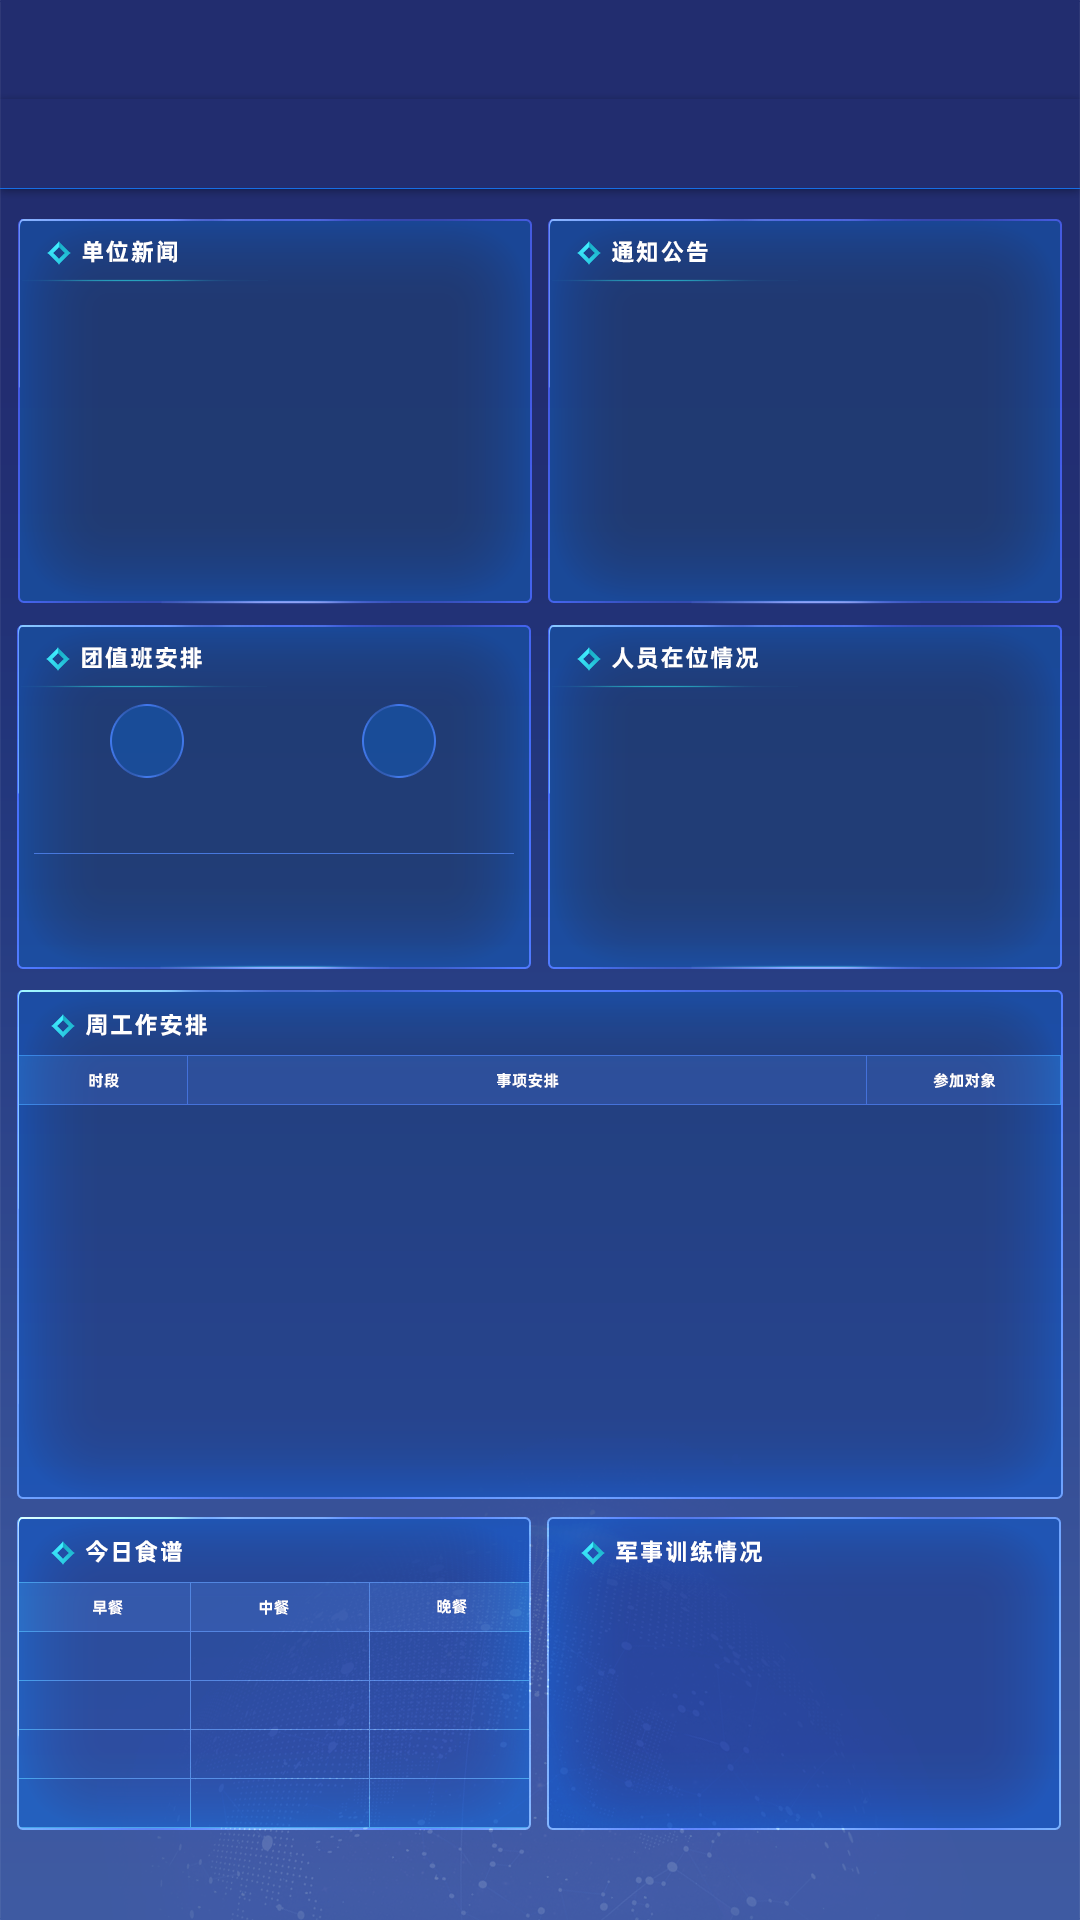 单位新闻
通知公告
团值班安排
人员在位情况
周工作安排
时段 事项安排 参加对象
今日食谱
军事训练情况
早餐 中餐 晚餐